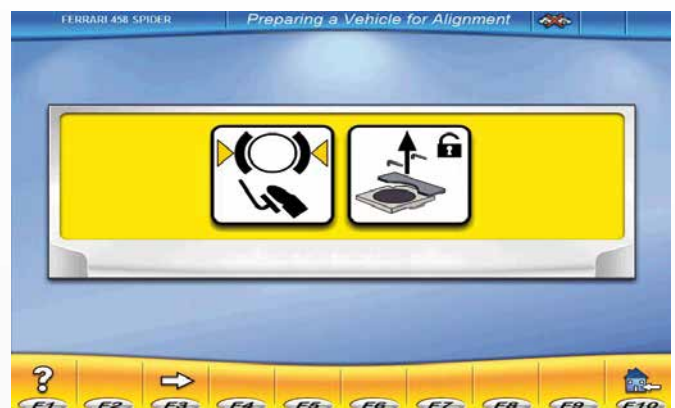 FERRARI 458 SPIDER Preparing a Vehicle for Alignment
?
F1 F2 F3 F4 F5 F6 F7 F8 F9 F10